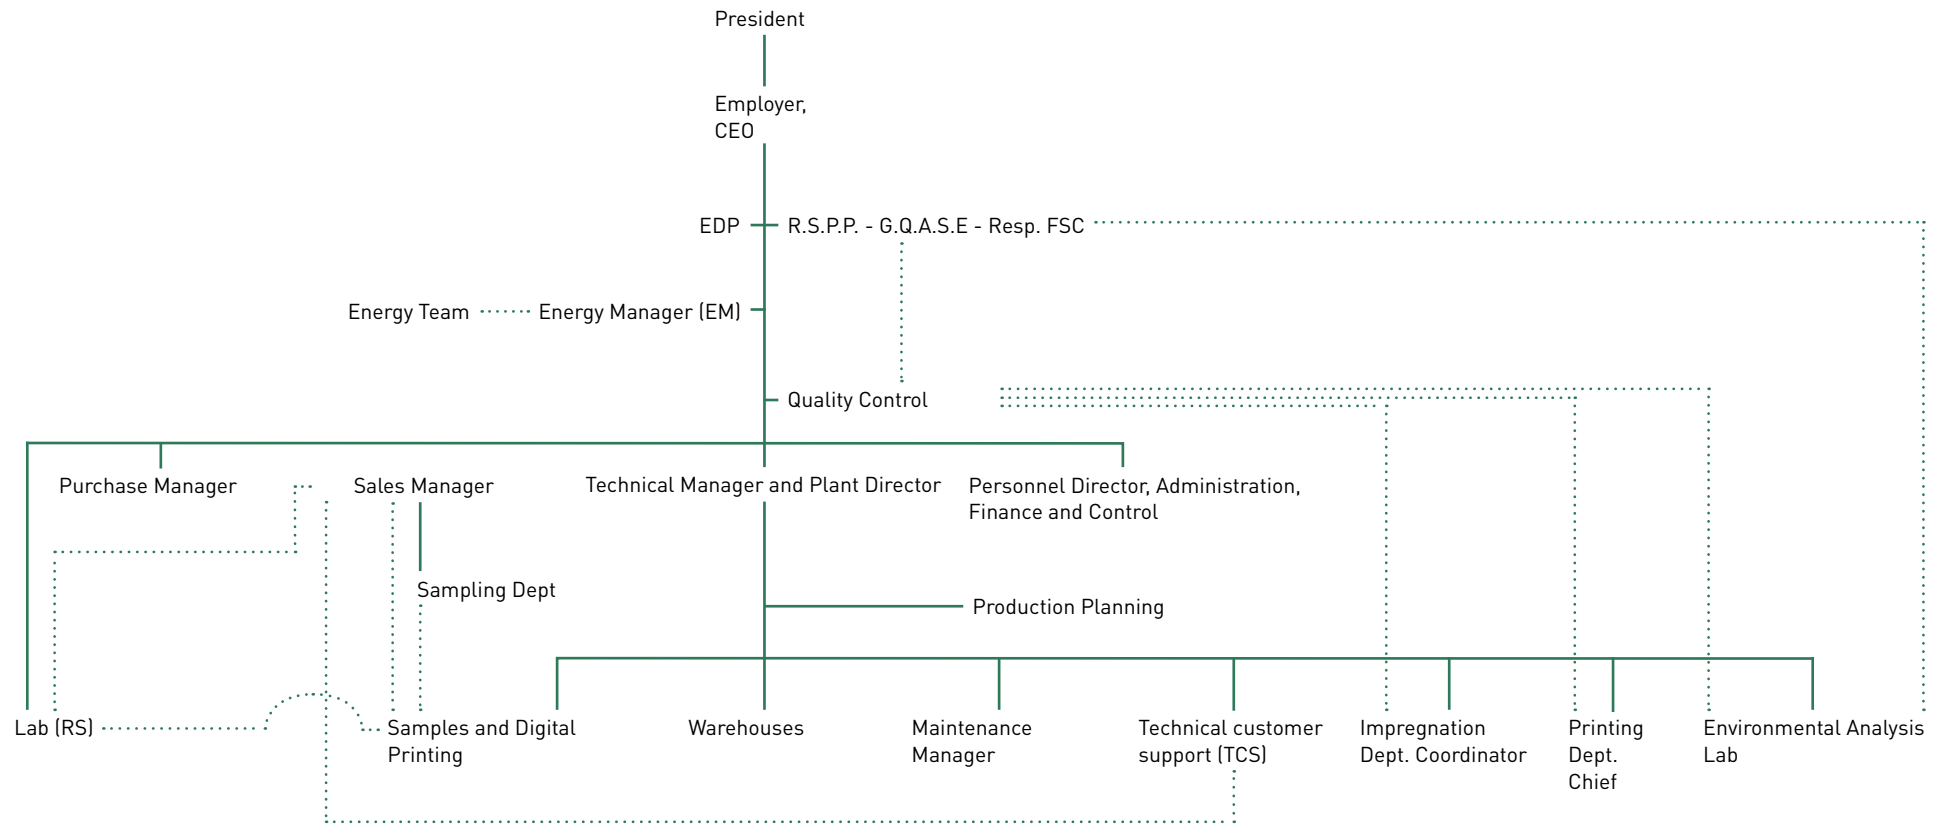 President
Employer,
CEO
EDP
R.S.P.P. - G.Q.A.S.E - Resp. FSC
Energy Team
Energy Manager (EM)
Quality Control
Purchase Manager
Sales Manager
Technical Manager and Plant Director
Personnel Director, Administration,
Finance and Control
Sampling Dept
Production Planning
Lab (RS)
Samples and Digital
Printing
Warehouses
Maintenance
Manager
Technical customer
support (TCS)
Impregnation
Dept. Coordinator
Printing
Dept.
Chief
Environmental Analysis
Lab